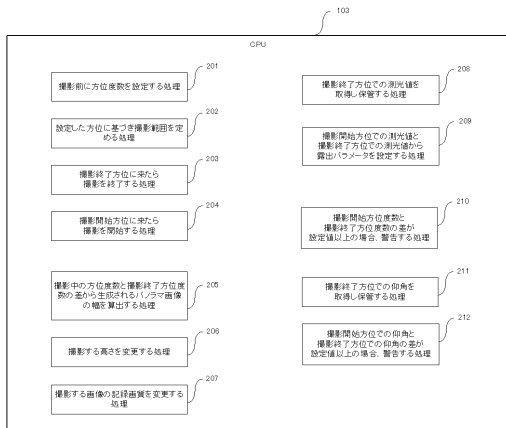 103
CPU
201
撮影前に方位度数を設定する処理
202
設定した方位に基づき撮影範囲を定
める処理
203
撮影終了方位に来たら
撮影を終了する処理
204
撮影開始方位に来たら
撮影を開始する処理
205
撮影中の方位度数と撮影終了方位度
数の差から生成されるパノラマ画像
の幅を算出する処理
206
撮影する高さを変更する処理
207
撮影する画像の記録画質を変更する
処理
208
撮影終了方位での測光値を
取得し保管する処理
209
撮影開始方位での測光値と
撮影終了方位での測光値から
露出パラメータを設定する処理
210
撮影開始方位度数と
撮影終了方位度数の差が
設定値以上の場合、警告する処理
211
撮影終了方位での仰角を
取得し保管する処理
212
撮影開始方位での仰角と
撮影終了方位での仰角の差が
設定値以上の場合、警告する処理